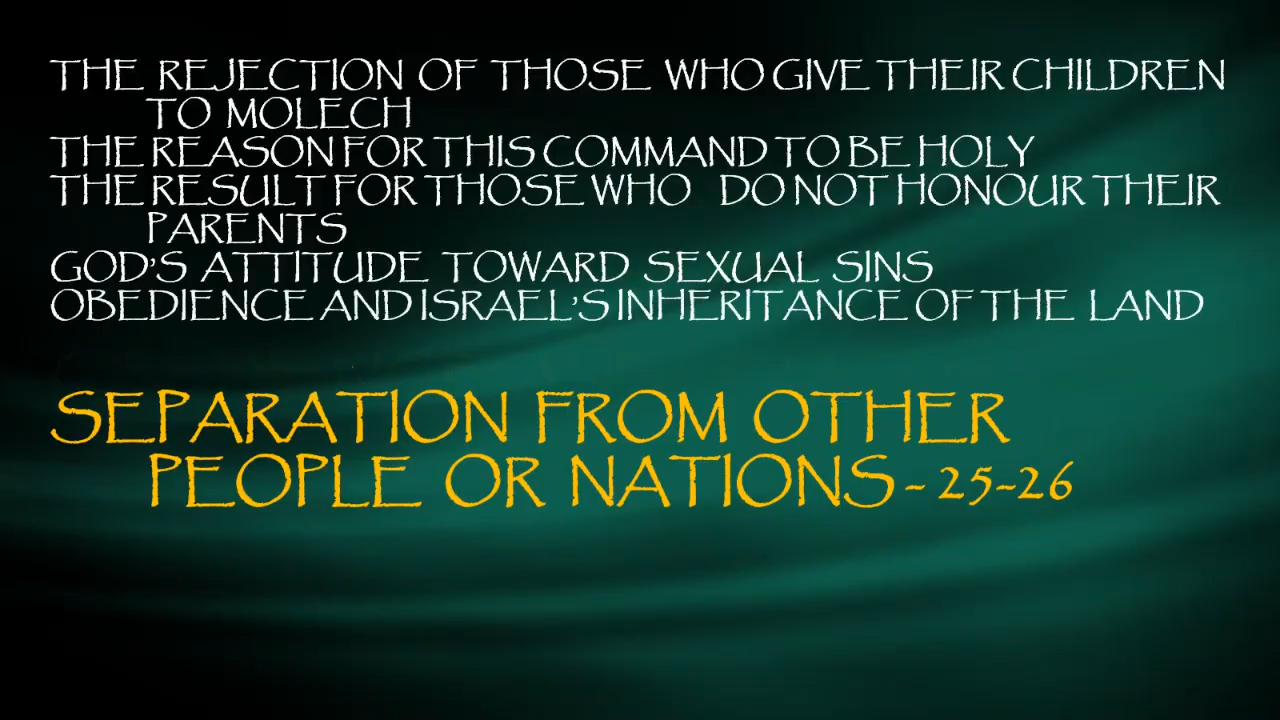 THE REJECTION OF THOSE WHO GIVE THEIR CHILDREN
TO MOLECH
THE REASON FOR THIS COMMAND TO BE HOLY
THE RESULT FOR THOSE WHO DO NOT HONOUR THEIR
PARENTS
GOD'S ATTITUDE TOWARD SEXUAL SINS
OBEDIENCE AND ISRAEL'S INHERITANCE OF THE LAND
SEPARATION FROM OTHER
PEOPLE OR NATIONS - 25-26